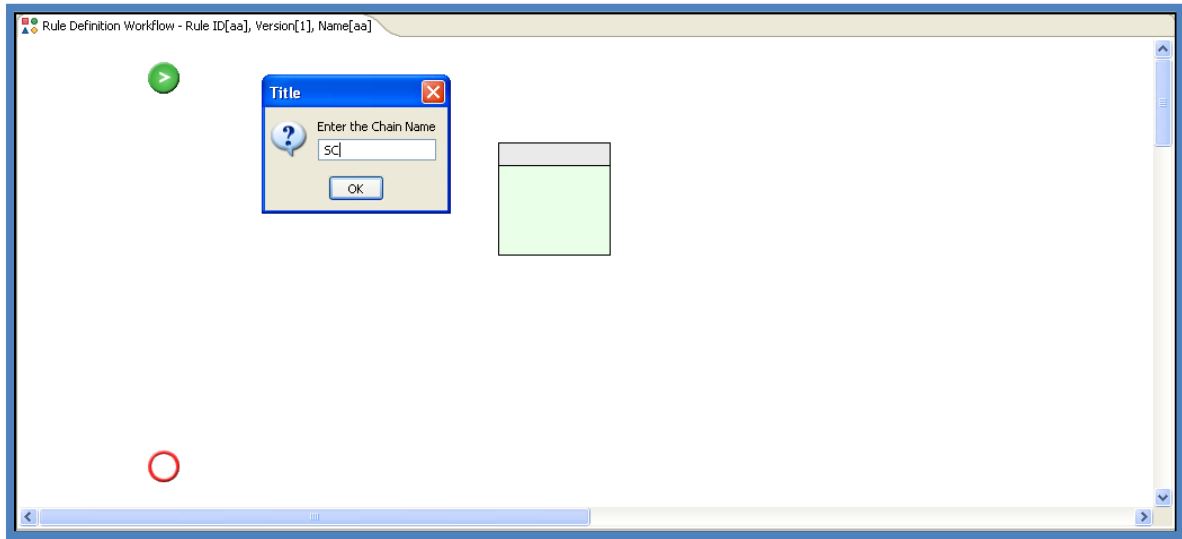 Rule Definition Workflow - Rule ID[aa], Version[1], Name[aa]
>
Title
?
Enter the Chain Name
SC
OK